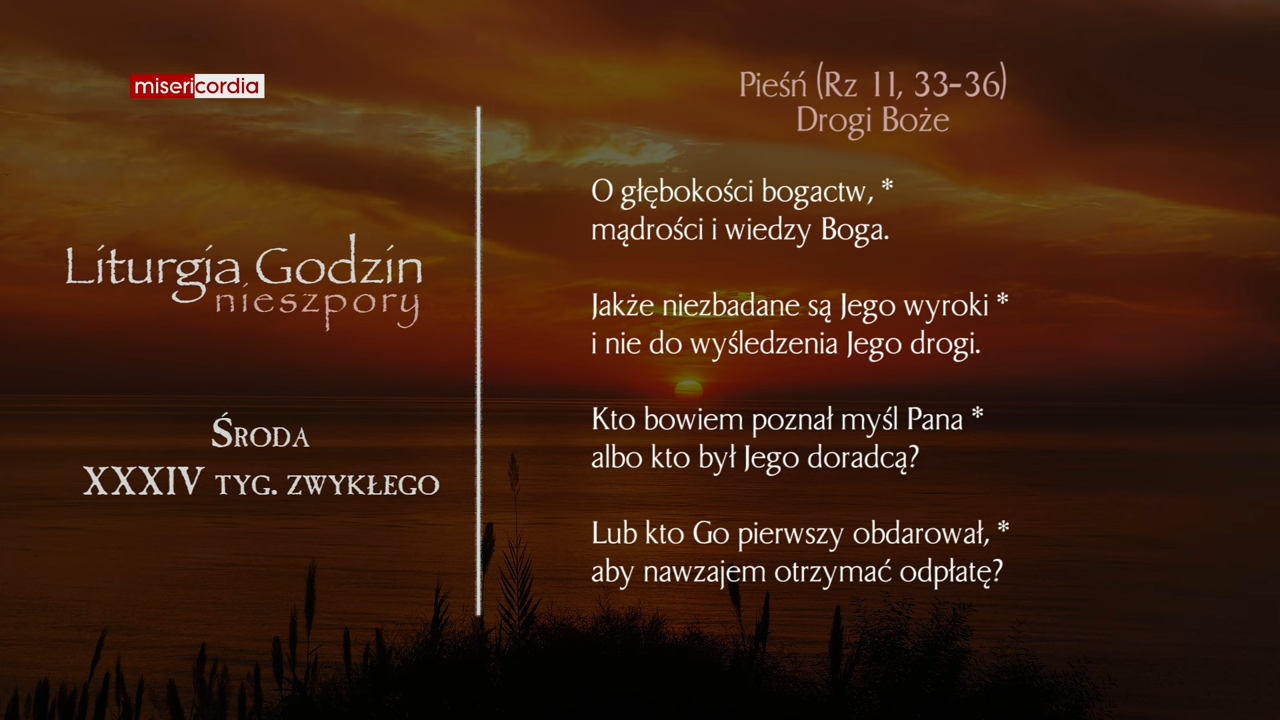 misericordia
Liturgia Godzin
nieszpory
Środa
XXXIV tyg. zwykłego
Pieśń (Rz 11, 33-36)
Drogi Boże
O głębokości bogactw, *
mądrości i wiedzy Boga.
Jakże niezbadane są Jego wyroki *
i nie do wyśledzenia Jego drogi.
Kto bowiem poznał myśl Pana *
albo kto był Jego doradcą?
Lub kto Go pierwszy obdarował, *
aby nawzajem otrzymać odpłatę?